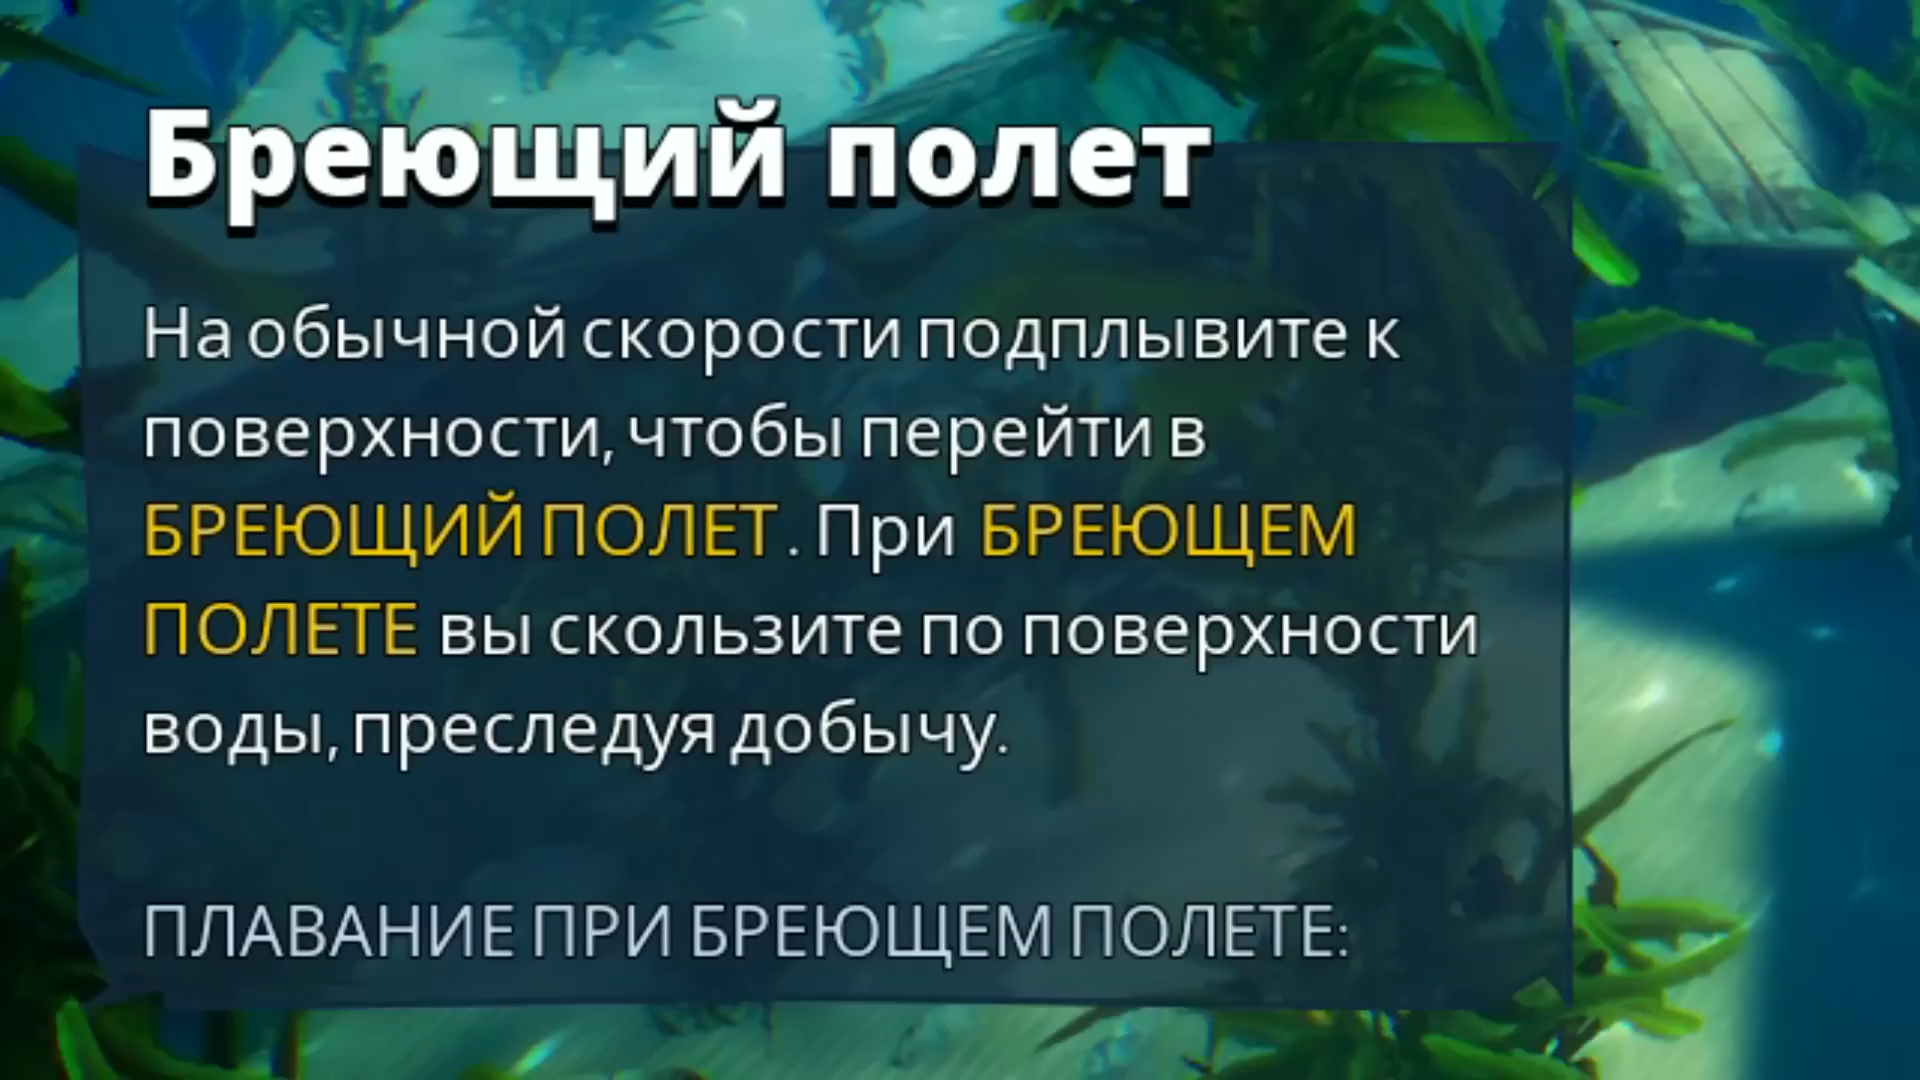 Бреющий полет
На обычной скорости подплывите к
поверхности, чтобы перейти в
БРЕЮЩИЙ ПОЛЕТ . При БРЕЮЩЕМ
ПОЛЕТЕ вы скользите по поверхности
воды, преследуя добычу.
ПЛАВАНИЕ ПРИ БРЕЮЩЕМ ПОЛЕТЕ: